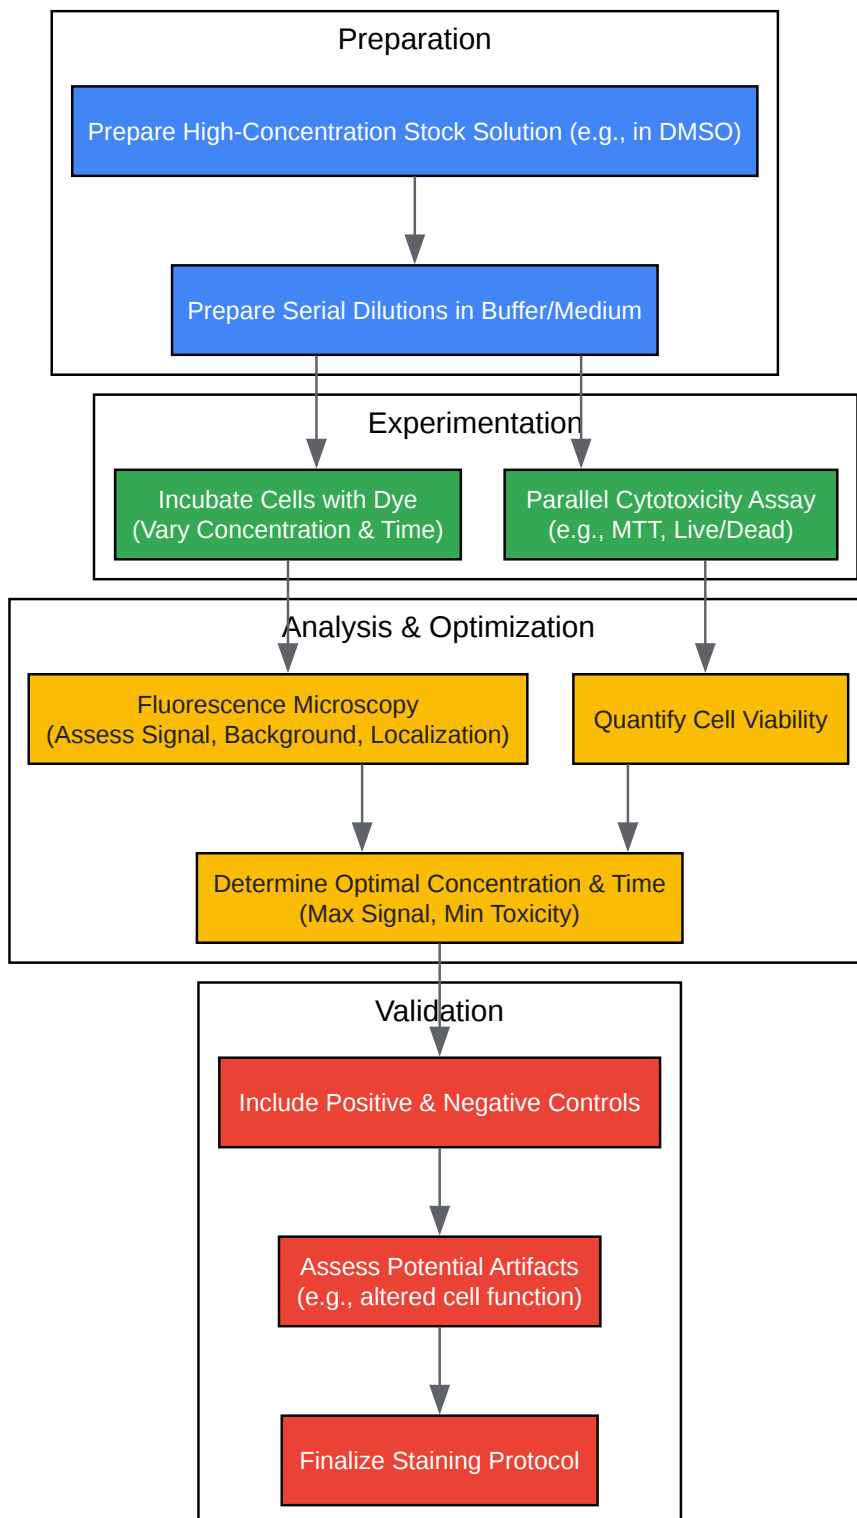 Preparation
Prepare High-Concentration Stock Solution (e.g., in DMSO)
Prepare Serial Dilutions in Buffer/Medium
Experimentation
Incubate Cells with Dye
(Vary Concentration & Time)
Parallel Cytotoxicity Assay
(e.g., MTT, Live/Dead)
Analysis & Optimization
Fluorescence Microscopy
(Assess Signal, Background, Localization)
Quantify Cell Viability
Determine Optimal Concentration & Time
(Max Signal, Min Toxicity)
Validation
Include Positive & Negative Controls
Assess Potential Artifacts
(e.g., altered cell function)
Finalize Staining Protocol